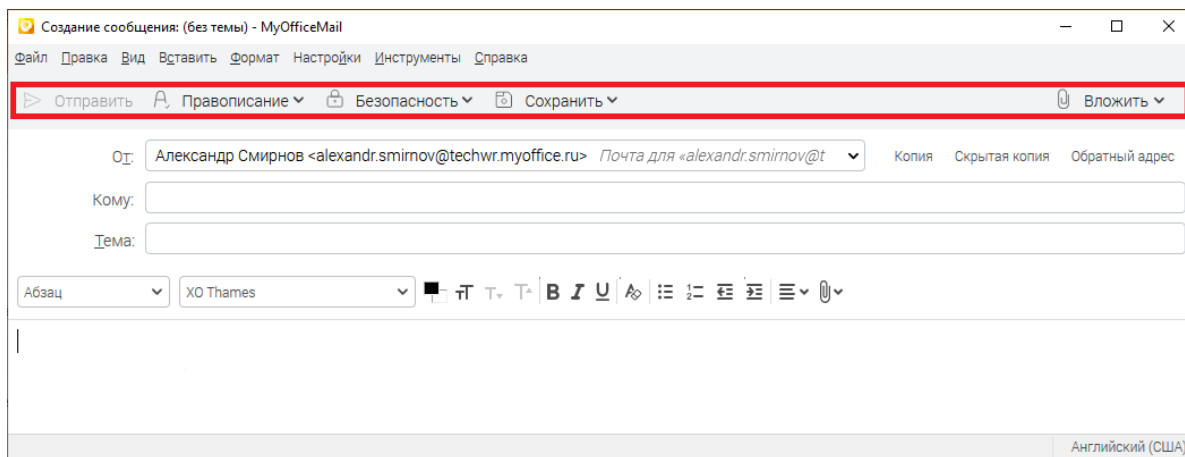 Создание сообщения: (без темы) - MyOfficeMail
Файл Правка Вид Вставить Формат Настройки Инструменты Справка
Отправить Правописание Безопасность Сохранить Вложить
От: Александр Смирнов <alexandr.smirnov@techwr.myoffice.ru> Почта для «alexandr.smirnov@t Копия Скрытая копия Обратный адрес
Кому:
Тема:
Абзац XO Thames
Английский (США)